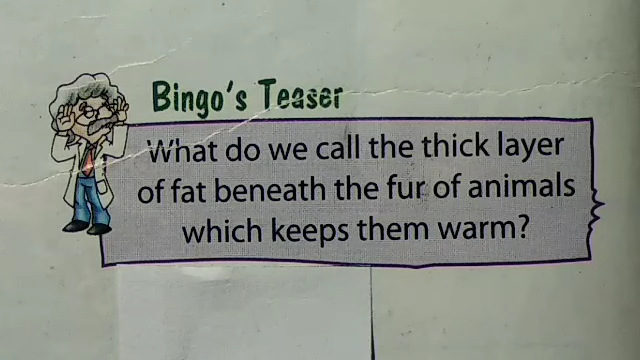 Bingo's Teaser
What do we call the thick layer
of fat beneath the fur of animals
which keeps them warm?